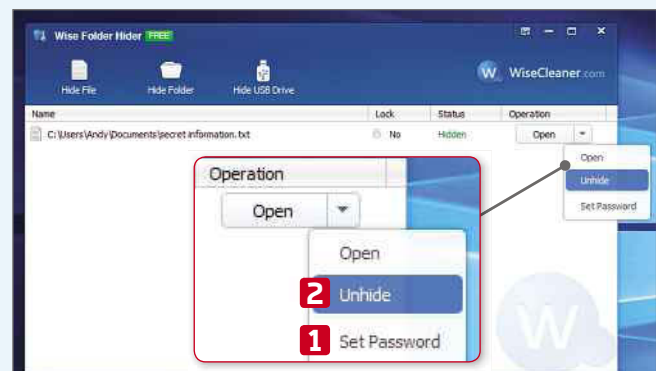 Wise Folder Hider FREE
Hide File Hide Folder Hide USB Drive
W WiseCleaner.com
Name Lock Status Operation
C:\Users\Andy\Documents\secret information.txt No Hidden Open
Open
Unhide
Set Password
Operation
Open
Open
2 Unhide
1 Set Password
W